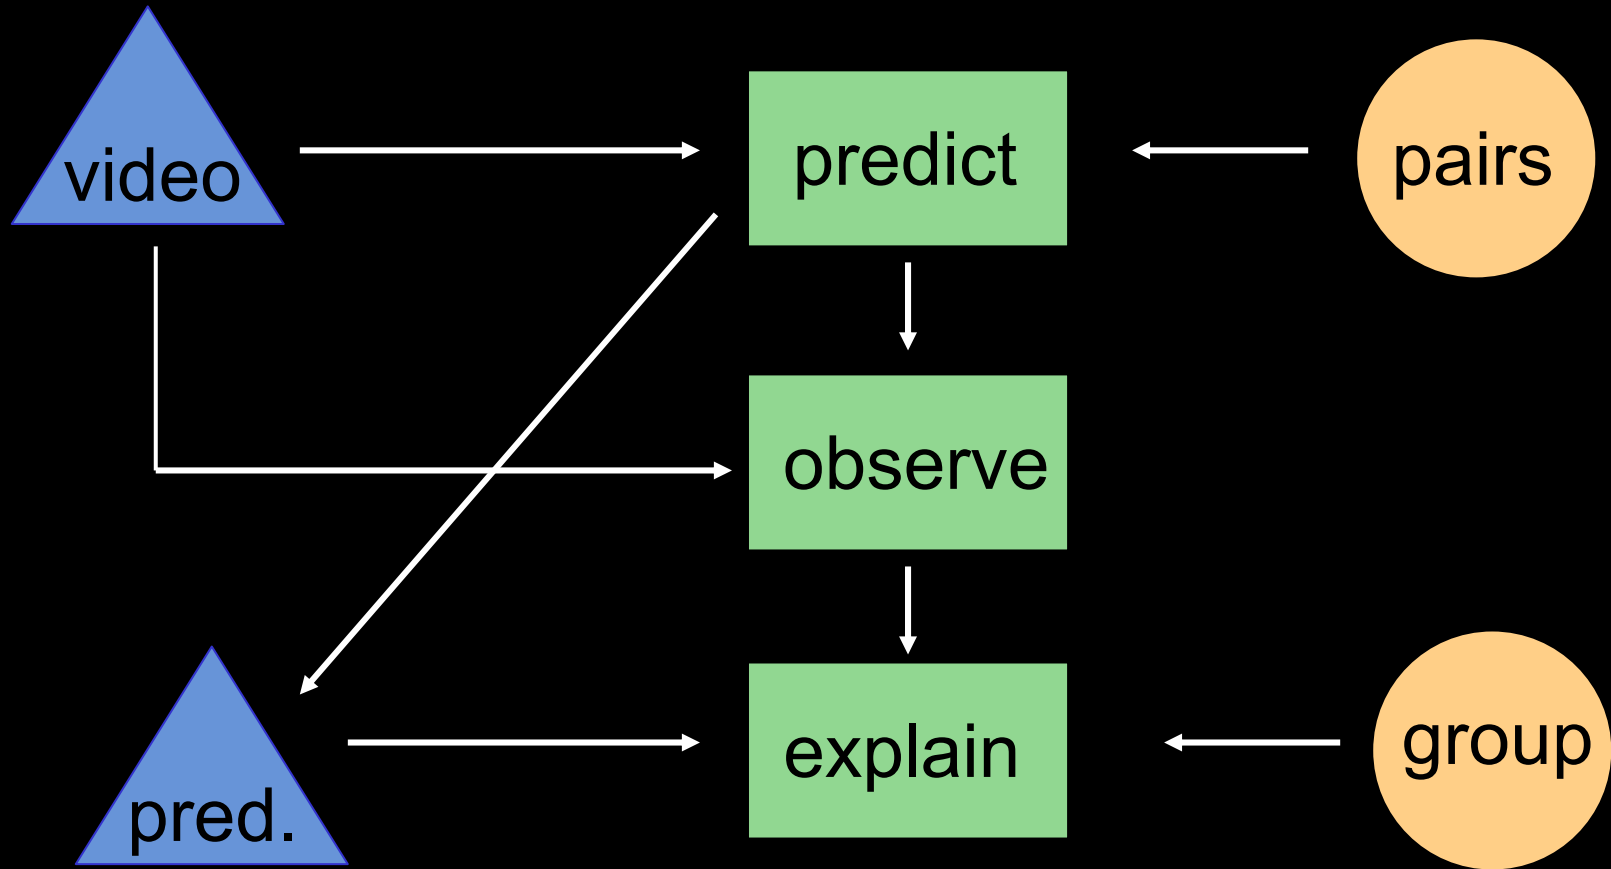 video
predict
pairs
observe
pred.
explain
group